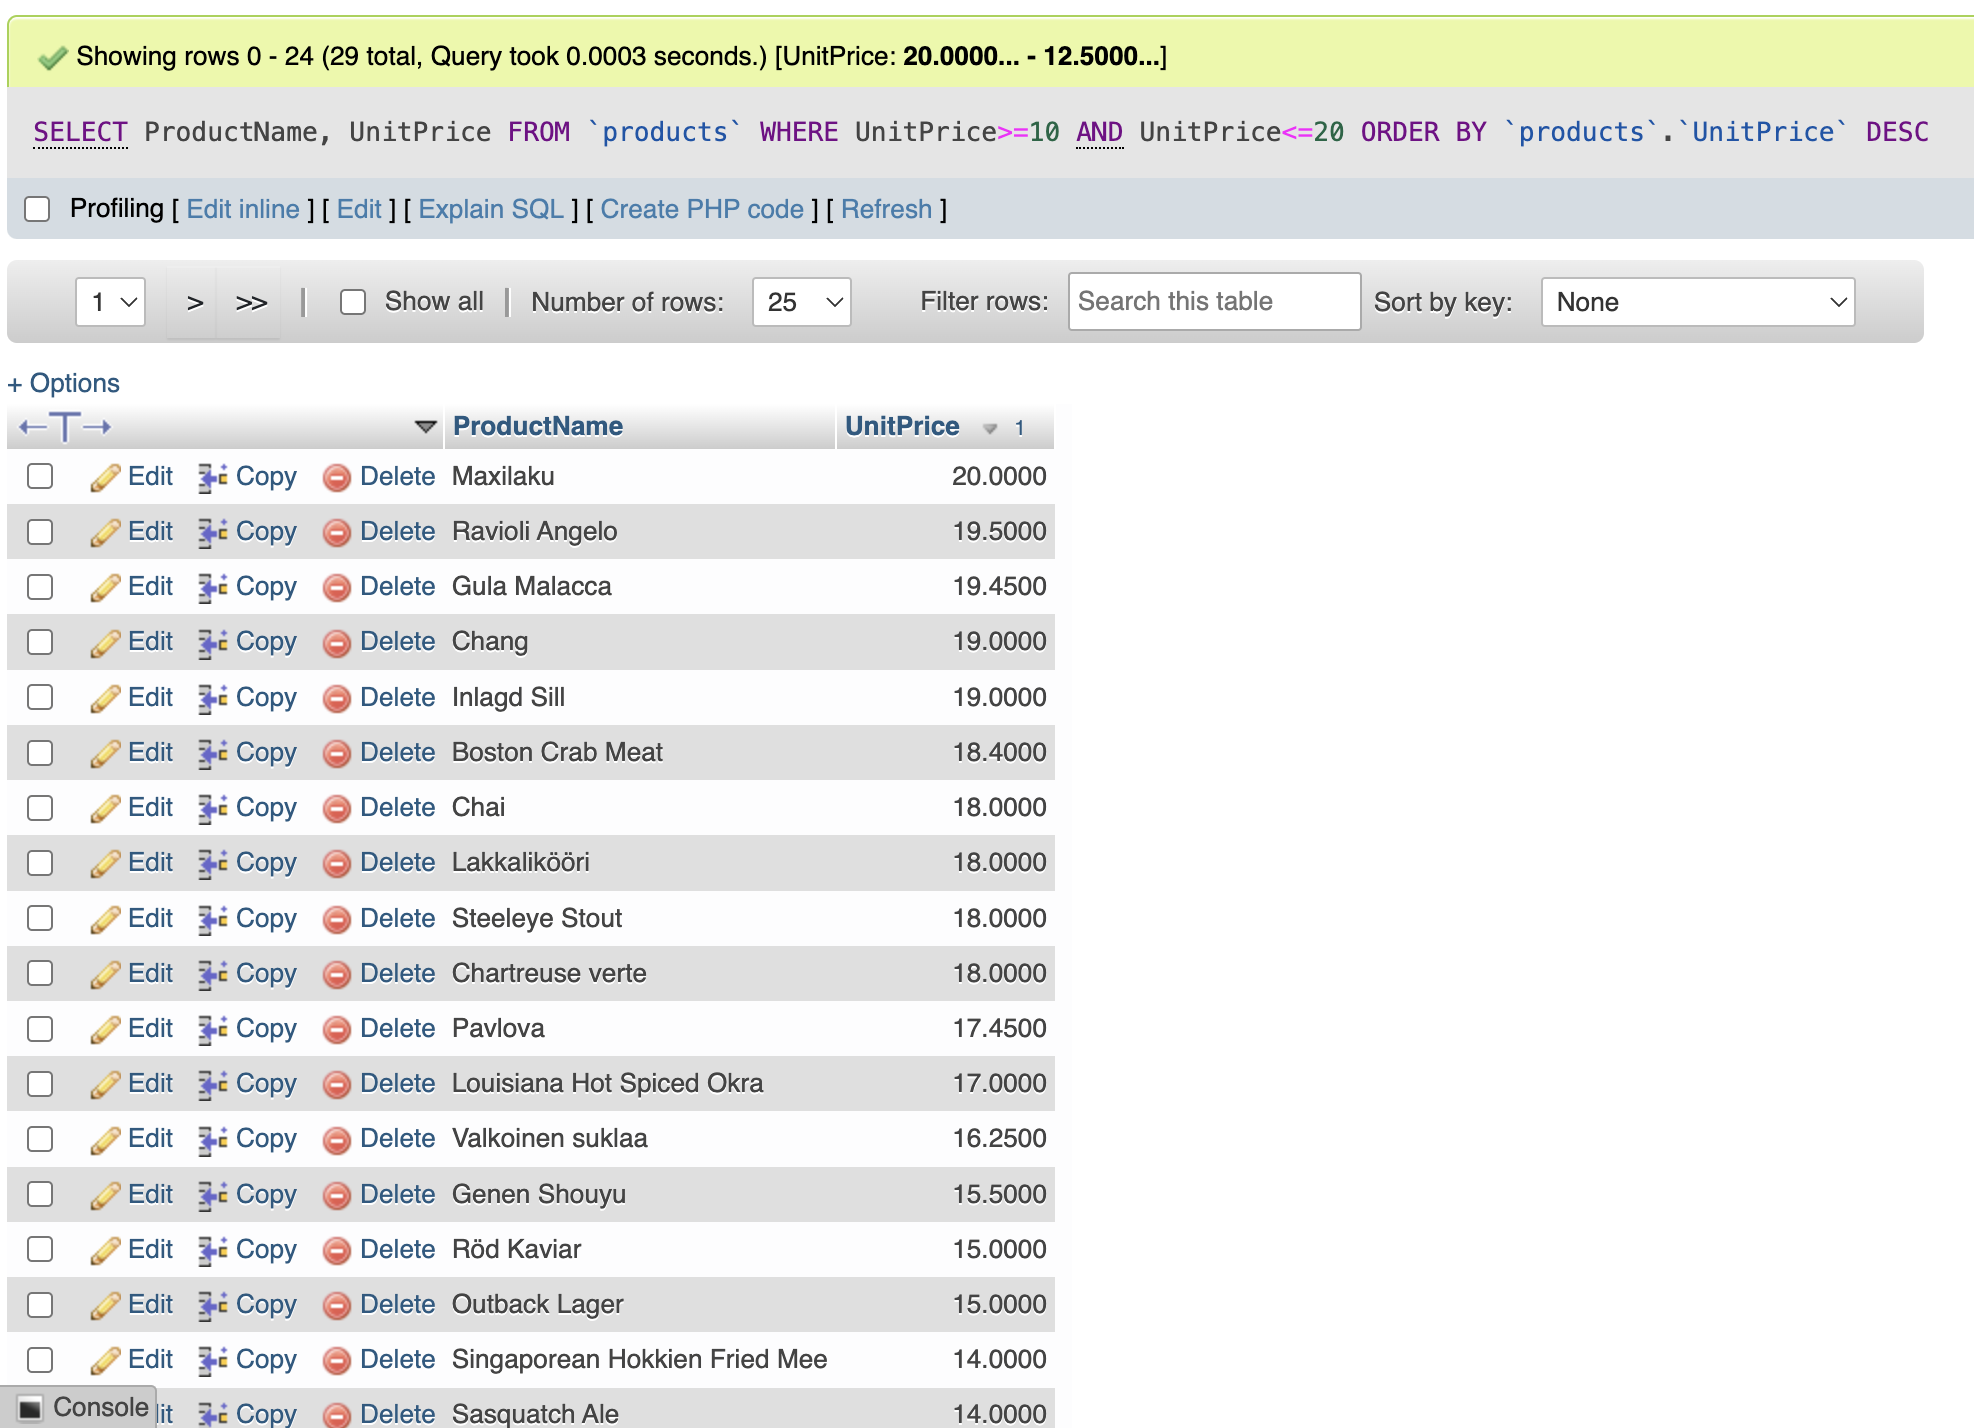 Showing rows 0 - 24 (29 total, Query took 0.0003 seconds.) [UnitPrice: 20.0000... - 12.5000...]
SELECT ProductName, UnitPrice FROM `products` WHERE UnitPrice>=10 AND UnitPrice<=20 ORDER BY `products`.`UnitPrice` DESC
Profiling [ Edit inline ] [ Edit ] [ Explain SQL ] [ Create PHP code ] [ Refresh ]
1 > >> | Show all | Number of rows: 25 Filter rows: Search this table Sort by key: None
+ Options
←T→ ProductName UnitPrice 1
Edit Copy Delete Maxilaku 20.0000
Edit Copy Delete Ravioli Angelo 19.5000
Edit Copy Delete Gula Malacca 19.4500
Edit Copy Delete Chang 19.0000
Edit Copy Delete Inlagd Sill 19.0000
Edit Copy Delete Boston Crab Meat 18.4000
Edit Copy Delete Chai 18.0000
Edit Copy Delete Lakkalikööri 18.0000
Edit Copy Delete Steeleye Stout 18.0000
Edit Copy Delete Chartreuse verte 18.0000
Edit Copy Delete Pavlova 17.4500
Edit Copy Delete Louisiana Hot Spiced Okra 17.0000
Edit Copy Delete Valkoinen suklaa 16.2500
Edit Copy Delete Genen Shouyu 15.5000
Edit Copy Delete Röd Kaviar 15.0000
Edit Copy Delete Outback Lager 15.0000
Edit Copy Delete Singaporean Hokkien Fried Mee 14.0000
Console it Copy Delete Sasquatch Ale 14.0000